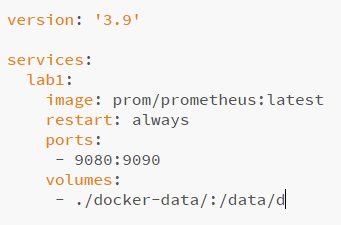 version: '3.9'
services:
lab1:
image: prom/prometheus:latest
restart: always
ports:
- 9080:9090
volumes:
- ./docker-data/:/data/d